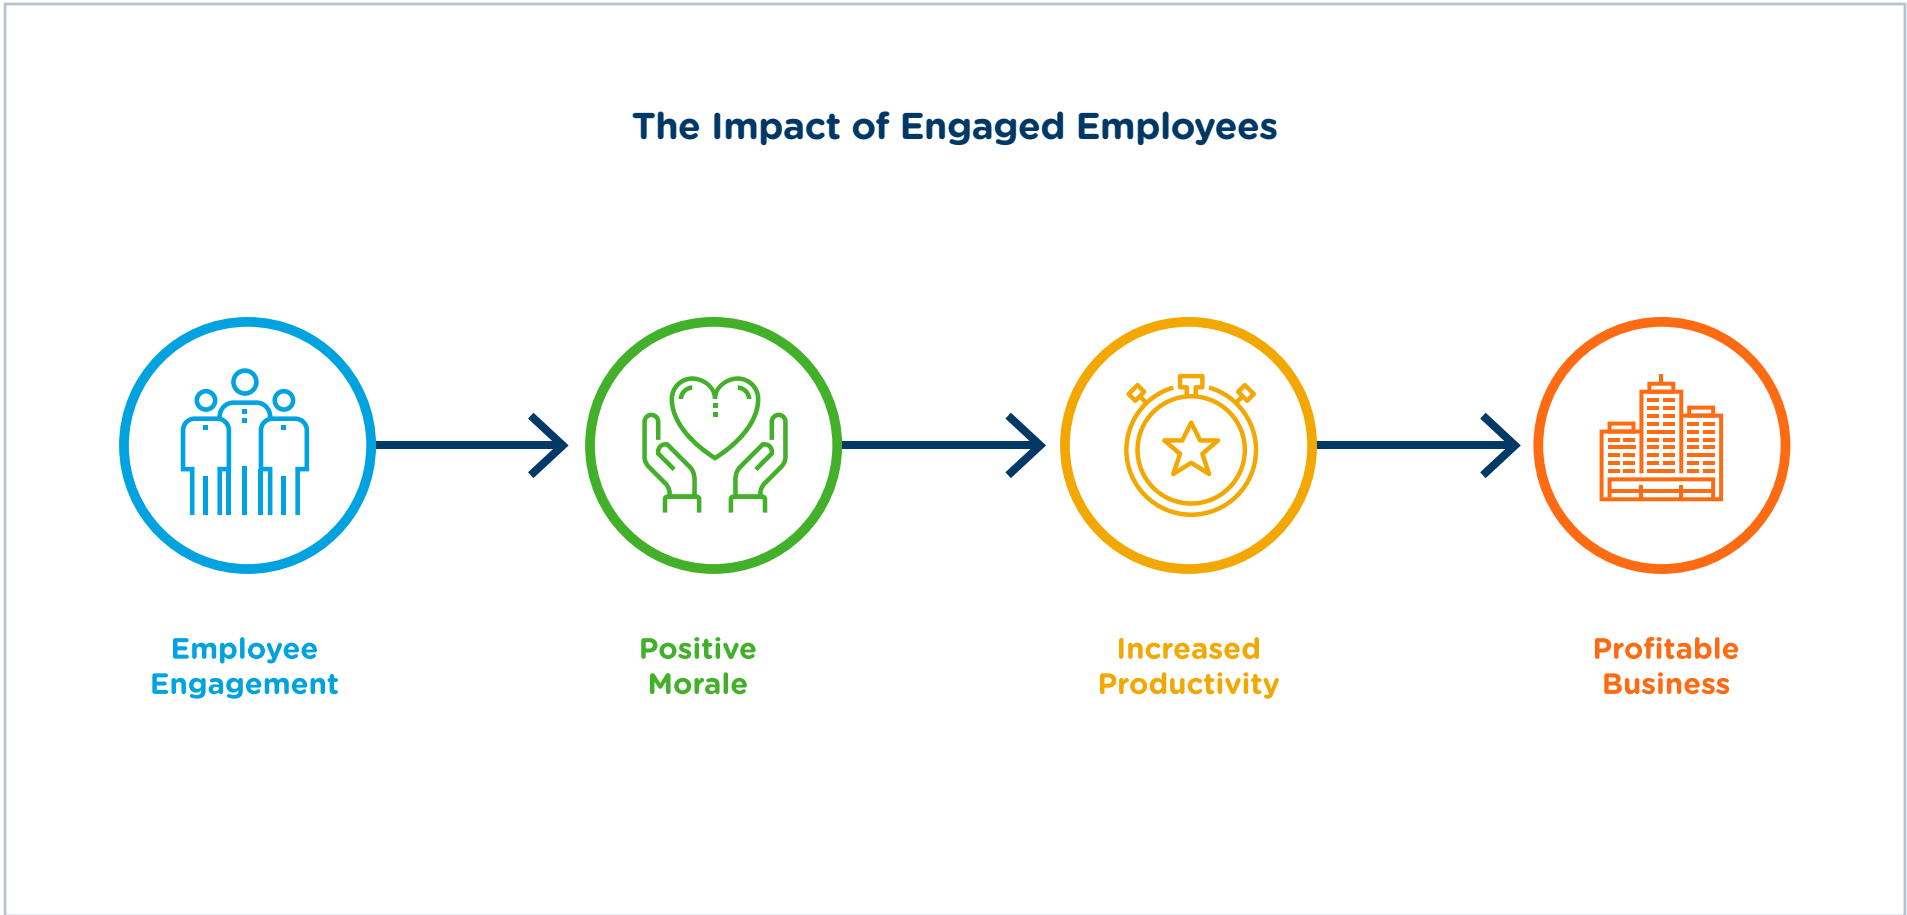 The Impact of Engaged Employees
Employee
Engagement
Positive
Morale
Increased
Productivity
Profitable
Business